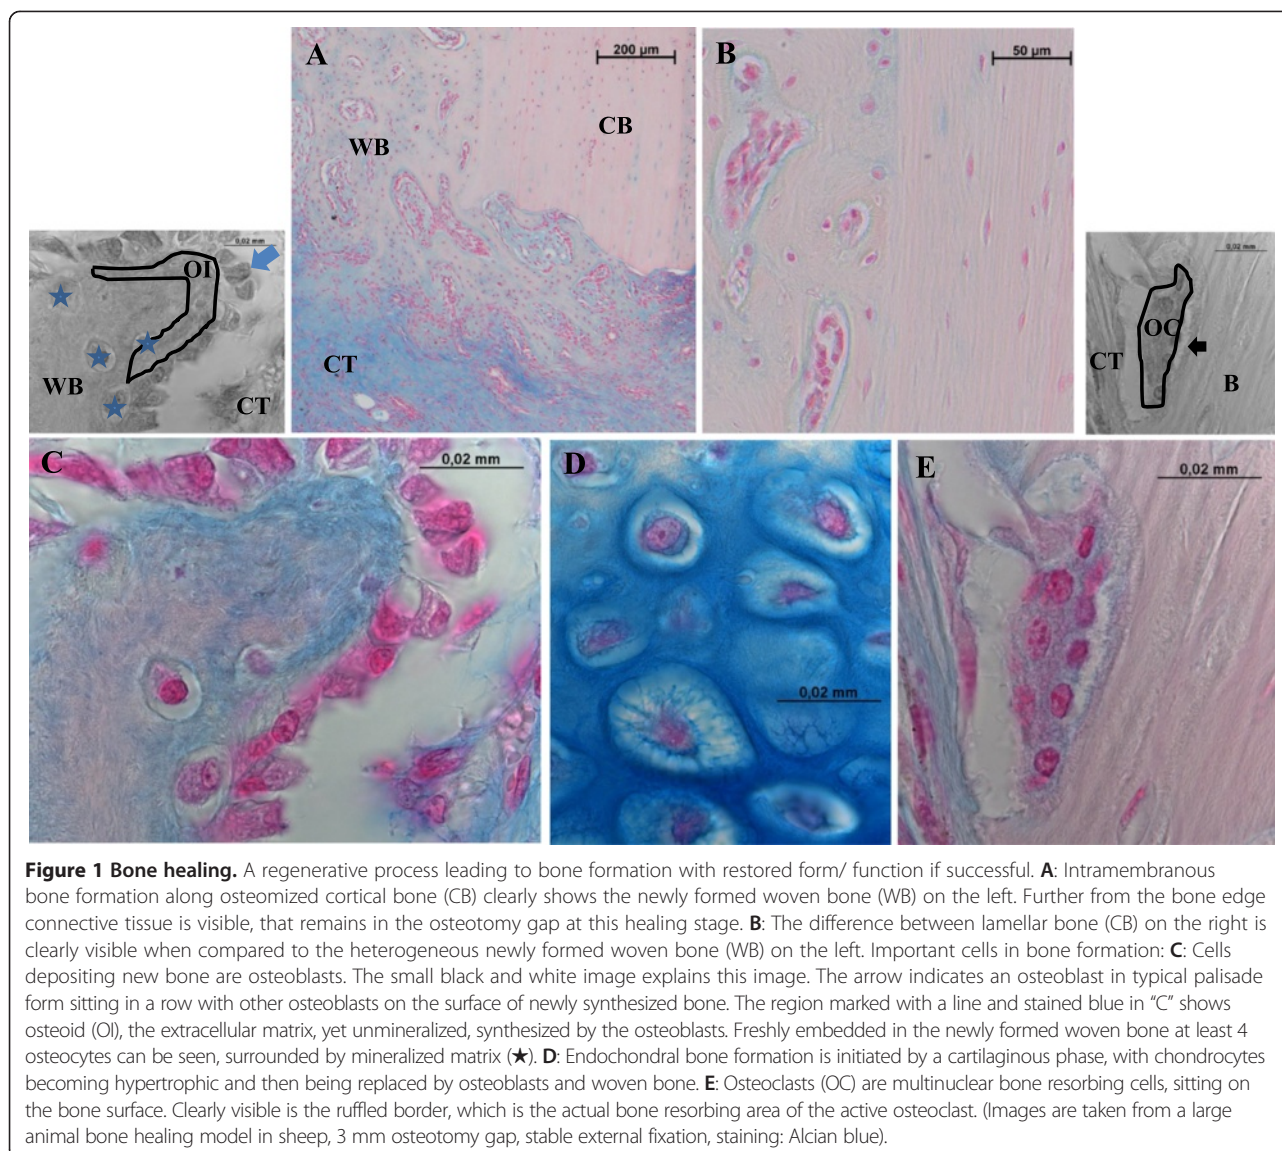 A
200 µm
CB
WB
CT
B
50 µm
0,02 mm
OI
WB
CT
0,02 mm
OC
CT
B
C
0,02 mm
D
0,02 mm
E
0,02 mm
Figure 1 Bone healing. A regenerative process leading to bone formation with restored form/ function if successful. A: Intramembranous
bone formation along osteomized cortical bone (CB) clearly shows the newly formed woven bone (WB) on the left. Further from the bone edge
connective tissue is visible, that remains in the osteotomy gap at this healing stage. B: The difference between lamellar bone (CB) on the right is
clearly visible when compared to the heterogeneous newly formed woven bone (WB) on the left. Important cells in bone formation: C: Cells
depositing new bone are osteoblasts. The small black and white image explains this image. The arrow indicates an osteoblast in typical palisade
form sitting in a row with other osteoblasts on the surface of newly synthesized bone. The region marked with a line and stained blue in “C” shows
osteoid (OI), the extracellular matrix, yet unmineralized, synthesized by the osteoblasts. Freshly embedded in the newly formed woven bone at least 4
osteocytes can be seen, surrounded by mineralized matrix (★). D: Endochondral bone formation is initiated by a cartilaginous phase, with chondrocytes
becoming hypertrophic and then being replaced by osteoblasts and woven bone. E: Osteoclasts (OC) are multinuclear bone resorbing cells, sitting on
the bone surface. Clearly visible is the ruffled border, which is the actual bone resorbing area of the active osteoclast. (Images are taken from a large
animal bone healing model in sheep, 3 mm osteotomy gap, stable external fixation, staining: Alcian blue).